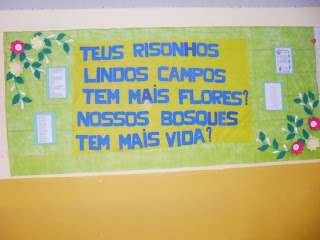 TEUS RISONHOS
LINDOS CAMPOS
TEM MAIS FLORES?
NOSSOS BOSQUES
TEM MAIS VIDA?